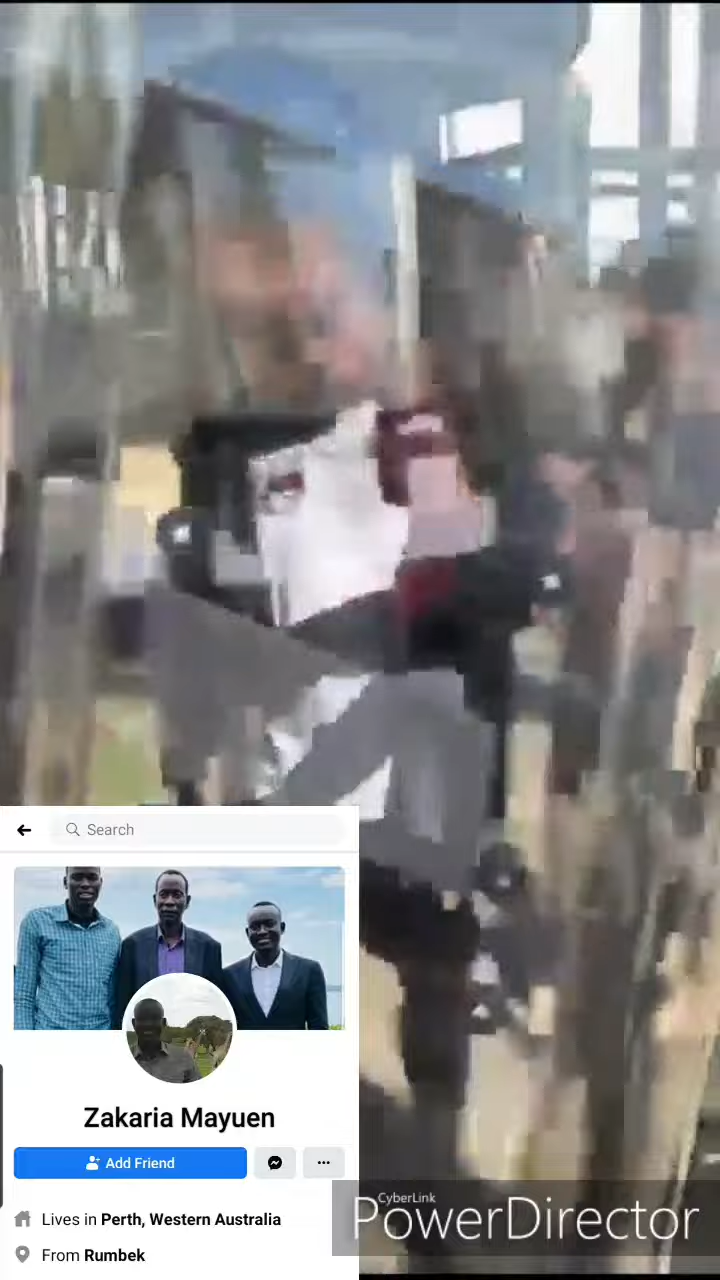 Search
Zakaria Mayuen
Add Friend
Lives in Perth, Western Australia
From Rumbek
CyberLink
PowerDirector